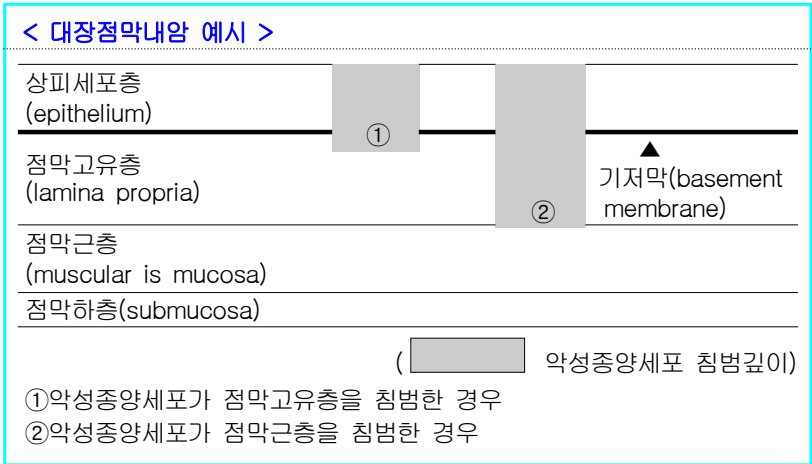 < 대장점막내암 예시 >
상피세포층
(epithelium)
①
점막고유층
(lamina propria)
▲
기저막(basement
membrane)
②
점막근층
(muscular is mucosa)
점막하층(submucosa)
( 악성종양세포 침범깊이)
①악성종양세포가 점막고유층을 침범한 경우
②악성종양세포가 점막근층을 침범한 경우